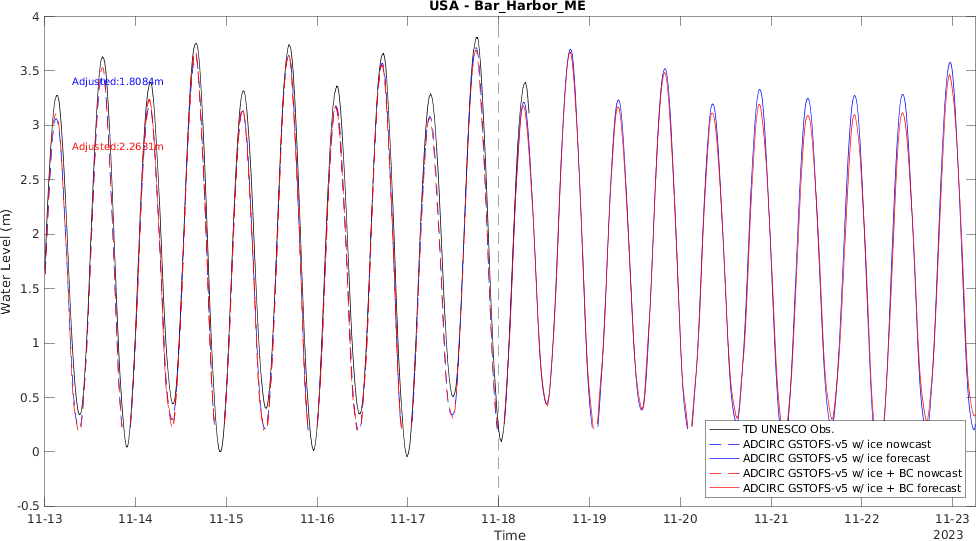 USA - Bar_Harbor_ME
4
3.5
3
2.5
2
1.5
1
0.5
0
-0.5
Water Level (m)
Adjusted:1.8084m
Adjusted:2.2631m
TD UNESCO Obs.
ADCIRC GSTOFS-v5 w/ ice nowcast
ADCIRC GSTOFS-v5 w/ ice forecast
ADCIRC GSTOFS-v5 w/ ice + BC nowcast
ADCIRC GSTOFS-v5 w/ ice + BC forecast
11-13 11-14 11-15 11-16 11-17 11-18 11-19 11-20 11-21 11-22 11-23
Time
2023